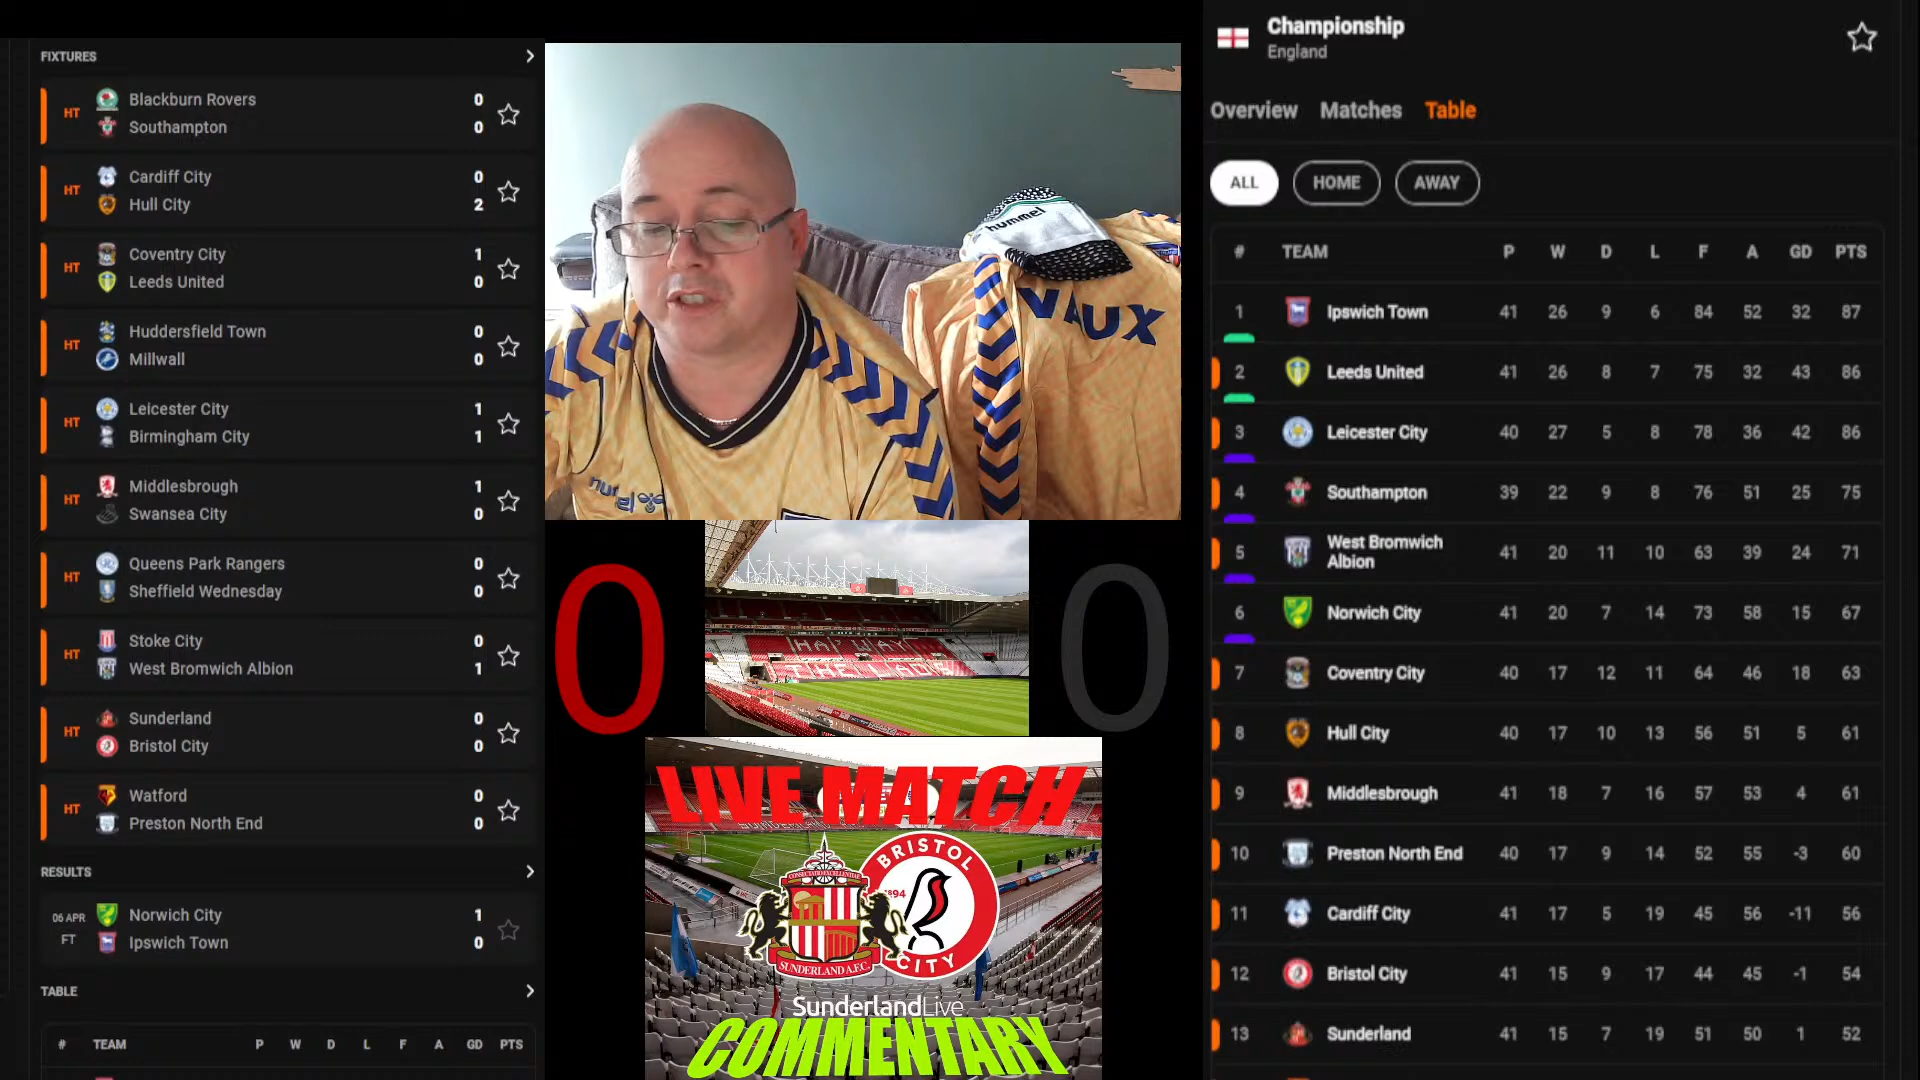 FIXTURES
HT
Blackburn Rovers 0
Southampton 0
HT
Cardiff City 0
Hull City 2
HT
Coventry City 1
Leeds United 0
HT
Huddersfield Town 0
Millwall 0
HT
Leicester City 1
Birmingham City 1
HT
Middlesbrough 1
Swansea City 0
HT
Queens Park Rangers 0
Sheffield Wednesday 0
HT
Stoke City 0
West Bromwich Albion 1
HT
Sunderland 0
Bristol City 0
HT
Watford 0
Preston North End 0
RESULTS
06 APR
FT
Norwich City 1
Ipswich Town 0
TABLE
# TEAM P W D L F A GD PTS
hummel
VAUX
0 0
HA'WAY
THE LADS
LIVE MATCH
CONSECTATIO EXCELLENTIAE
SUNDERLAND A.F.C
BRISTOL
1894
CITY
SunderlandLive
COMMENTARY
Championship
England
Overview Matches Table
ALL HOME AWAY
# TEAM P W D L F A GD PTS
1 Ipswich Town 41 26 9 6 84 52 32 87
2 Leeds United 41 26 8 7 75 32 43 86
3 Leicester City 40 27 5 8 78 36 42 86
4 Southampton 39 22 9 8 76 51 25 75
5 West Bromwich Albion 41 20 11 10 63 39 24 71
6 Norwich City 41 20 7 14 73 58 15 67
7 Coventry City 40 17 12 11 64 46 18 63
8 Hull City 40 17 10 13 56 51 5 61
9 Middlesbrough 41 18 7 16 57 53 4 61
10 Preston North End 40 17 9 14 52 55 -3 60
11 Cardiff City 41 17 5 19 45 56 -11 56
12 Bristol City 41 15 9 17 44 45 -1 54
13 Sunderland 41 15 7 19 51 50 1 52